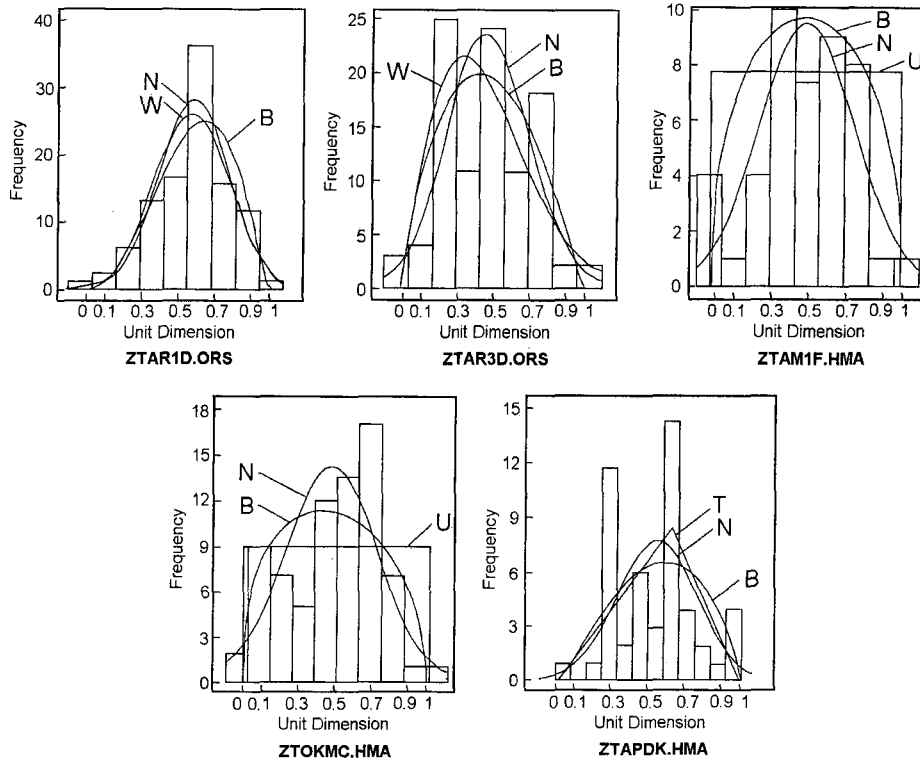 40
30
20
10
0
Frequency
N
W
B
0 0.1 0.3 0.5 0.7 0.9 1
Unit Dimension
ZTAR1D.ORS
25
20
15
10
5
0
Frequency
W
N
B
0 0.1 0.3 0.5 0.7 0.9 1
Unit Dimension
ZTAR3D.ORS
10
8
6
4
2
0
Frequency
B
N
U
0 0.1 0.3 0.5 0.7 0.9 1
Unit Dimension
ZTAM1F.HMA
18
15
12
9
6
3
0
Frequency
N
B
U
0 0.1 0.3 0.5 0.7 0.9 1
Unit Dimension
ZTOKMC.HMA
15
12
9
6
3
0
Frequency
T
N
B
0 0.1 0.3 0.5 0.7 0.9 1
Unit Dimension
ZTAPDK.HMA